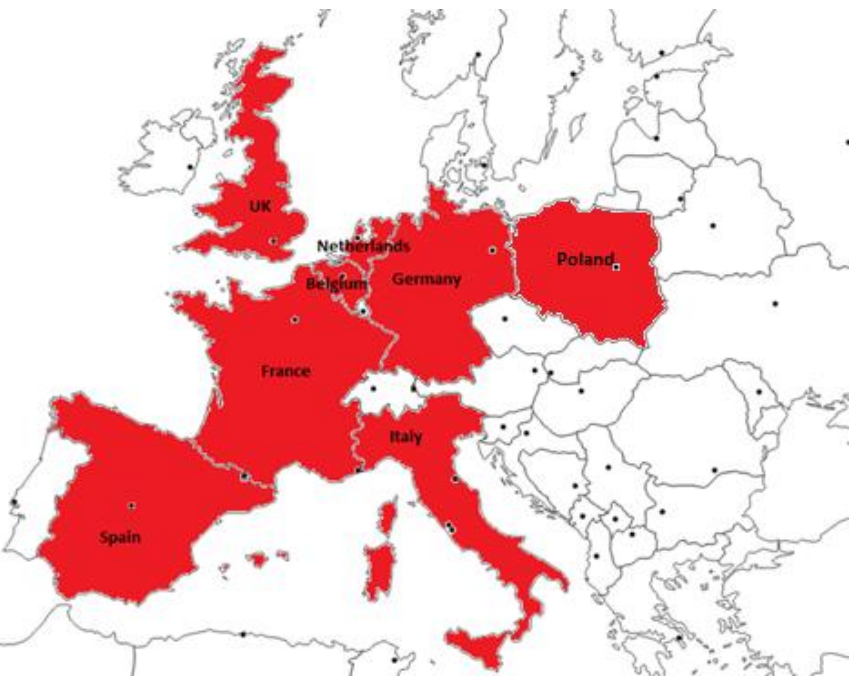 UK
Netherlands
Belgium
Germany
Poland
France
Italy
Spain